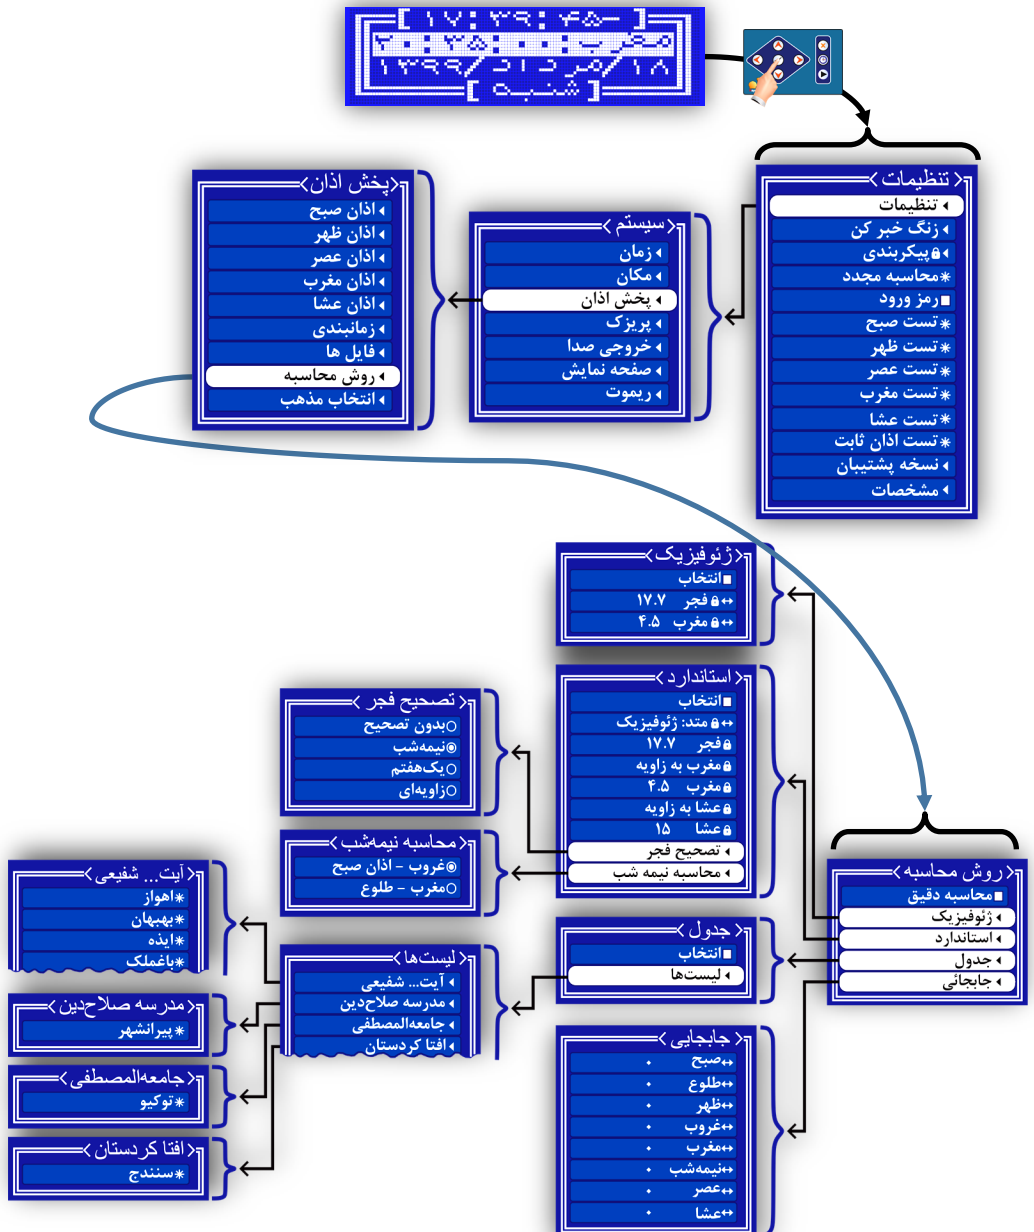 [ ۱۷:۳۹:۴۵- ]
مغرب ۲۰:۳۵:۰۰
۱۸/مرداد/۱۳۹۹
[ شنبه ]
تنظیمات
تنظیمات
زنگ خبر کن
پیکربندی
محاسبه مجدد
رمز ورود
تست صبح
تست ظهر
تست عصر
تست مغرب
تست عشا
تست اذان ثابت
نسخه پشتیبان
مشخصات
سیستم
زمان
مکان
پخش اذان
پریزک
خروجی صدا
صفحه نمایش
ریموت
پخش اذان
اذان صبح
اذان ظهر
اذان عصر
اذان مغرب
اذان عشا
زمانبندی
فایل ها
روش محاسبه
انتخاب مذهب
روش محاسبه
محاسبه دقیق
ژئوفیزیک
استاندارد
جدول
جابجائی
ژئوفیزیک
انتخاب
فجر ۱۷.۷
مغرب ۴.۵
استاندارد
انتخاب
متد: ژئوفیزیک
فجر ۱۷.۷
مغرب به زاویه
مغرب ۴.۵
عشا به زاویه
عشا ۱۵
تصحیح فجر
محاسبه نیمه شب
تصحیح فجر
بدون تصحیح
نیمه‌شب
یک‌هفتم
زاویه‌ای
محاسبه نیمه‌شب
غروب - اذان صبح
مغرب - طلوع
جدول
انتخاب
لیست‌ها
لیست‌ها
آیت... شفیعی
مدرسه صلاح‌دین
جامعه‌المصطفی
افتا کردستان
آیت... شفیعی
اهواز
بهبهان
ایذه
باغملک
مدرسه صلاح‌دین
پیرانشهر
جامعه‌المصطفی
توکیو
افتا کردستان
سنندج
جابجایی
صبح ۰
طلوع ۰
ظهر ۰
غروب ۰
مغرب ۰
نیمه‌شب ۰
عصر ۰
عشا ۰